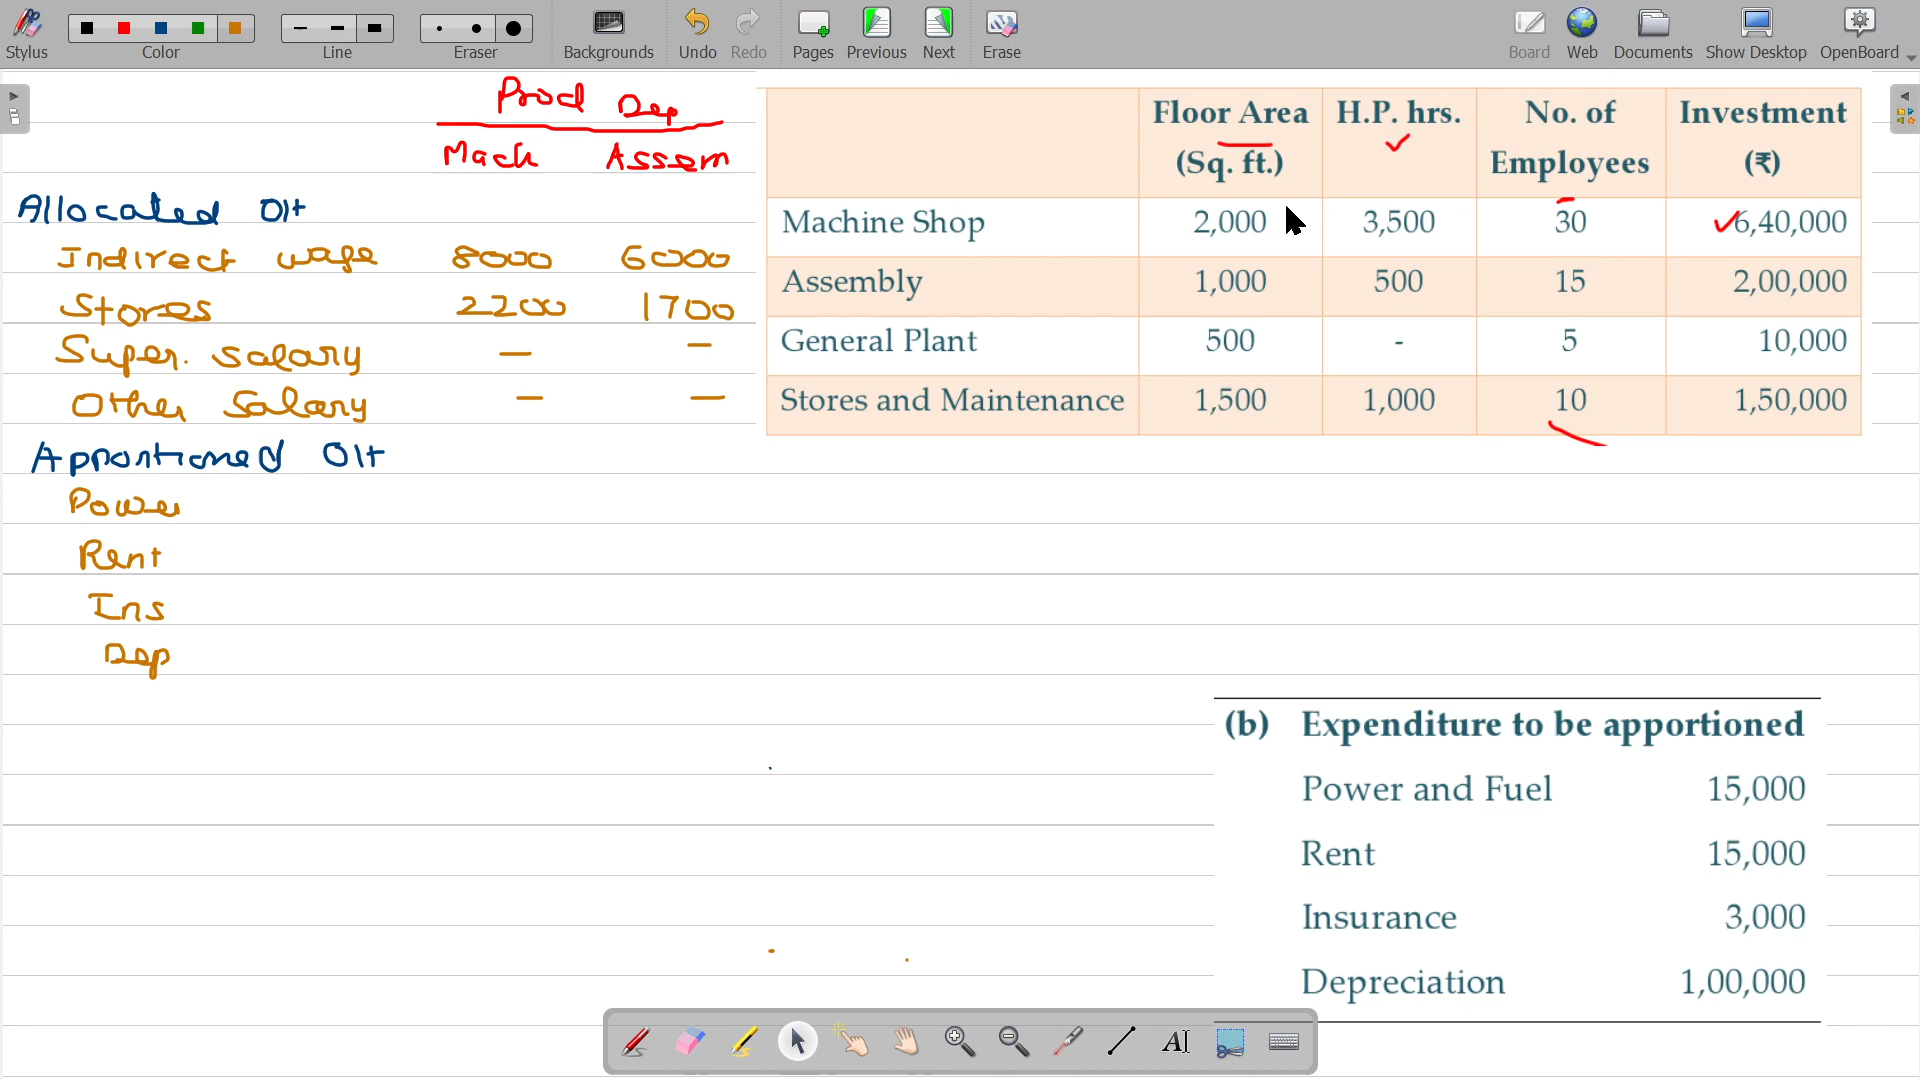 Stylus Color Line Eraser Backgrounds Undo Redo Pages Previous Next Erase Board Web Documents Show Desktop OpenBoard
Prod Dep
Mach Assem
Allocated O/H
Indirect wage 8000 6000
Stores 2200 1700
Super. Salary — —
Other Salary — —
Apportioned O/H
Power
Rent
Ins
Dep
Floor Area (Sq. ft.) H.P. hrs. No. of Employees Investment (₹)
Machine Shop 2,000 3,500 30 6,40,000
Assembly 1,000 500 15 2,00,000
General Plant 500 - 5 10,000
Stores and Maintenance 1,500 1,000 10 1,50,000
(b) Expenditure to be apportioned
Power and Fuel 15,000
Rent 15,000
Insurance 3,000
Depreciation 1,00,000